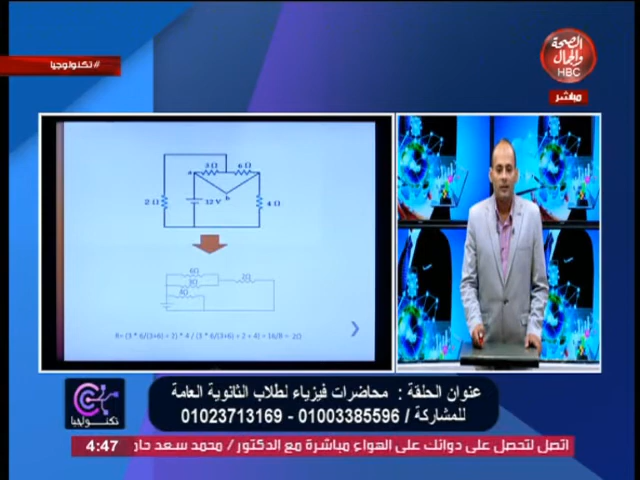 الصحة
والجمال
HBC
مباشر
#تكنولوجيا
3Ω
6Ω
a
2Ω
12 V
b
4Ω
6Ω
3Ω
2Ω
R= (3 * 6/(3+6) + 2) * 4 / (3 * 6/(3+6) + 2 + 4) = 16/8 = 2Ω
عنوان الحلقة : محاضرات فيزياء لطلاب الثانوية العامة
للمشاركة / 01003385596 - 01023713169
تكنولوجيا
اتصل لتحصل على دوائك على الهواء مباشرة مع الدكتور / محمد سعد حام
4:47